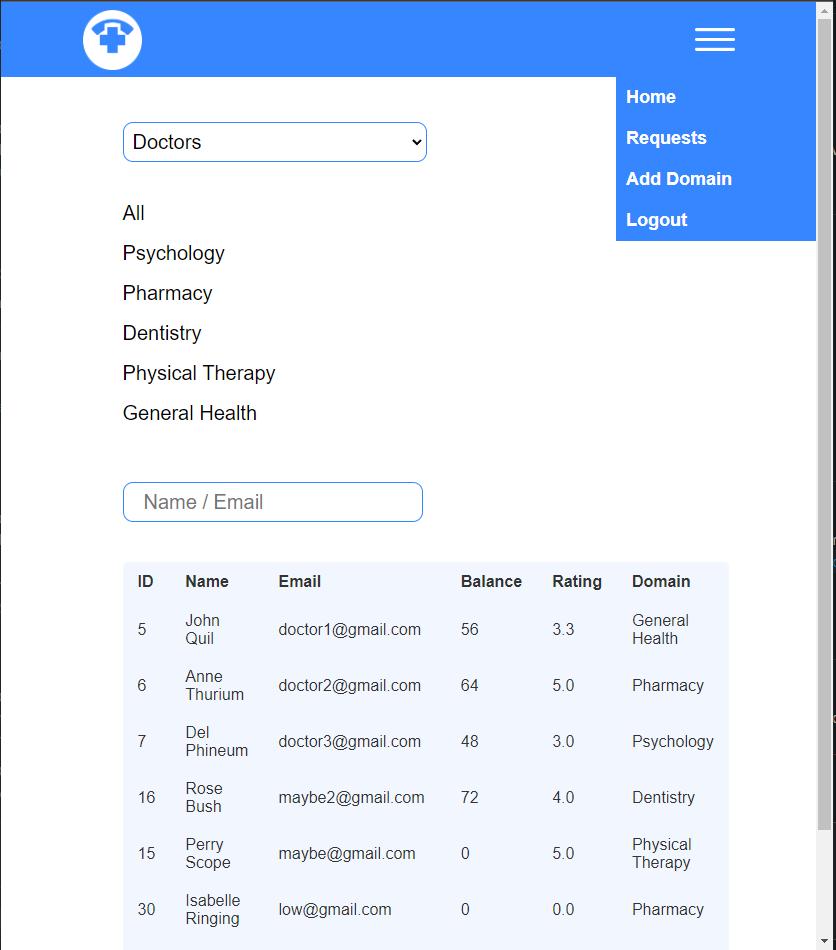 Home
Requests
Add Domain
Logout
Doctors
All
Psychology
Pharmacy
Dentistry
Physical Therapy
General Health
Name / Email
ID Name Email Balance Rating Domain
5 John Quil doctor1@gmail.com 56 3.3 General Health
6 Anne Thurium doctor2@gmail.com 64 5.0 Pharmacy
7 Del Phineum doctor3@gmail.com 48 3.0 Psychology
16 Rose Bush maybe2@gmail.com 72 4.0 Dentistry
15 Perry Scope maybe@gmail.com 0 5.0 Physical Therapy
30 Isabelle Ringing low@gmail.com 0 0.0 Pharmacy